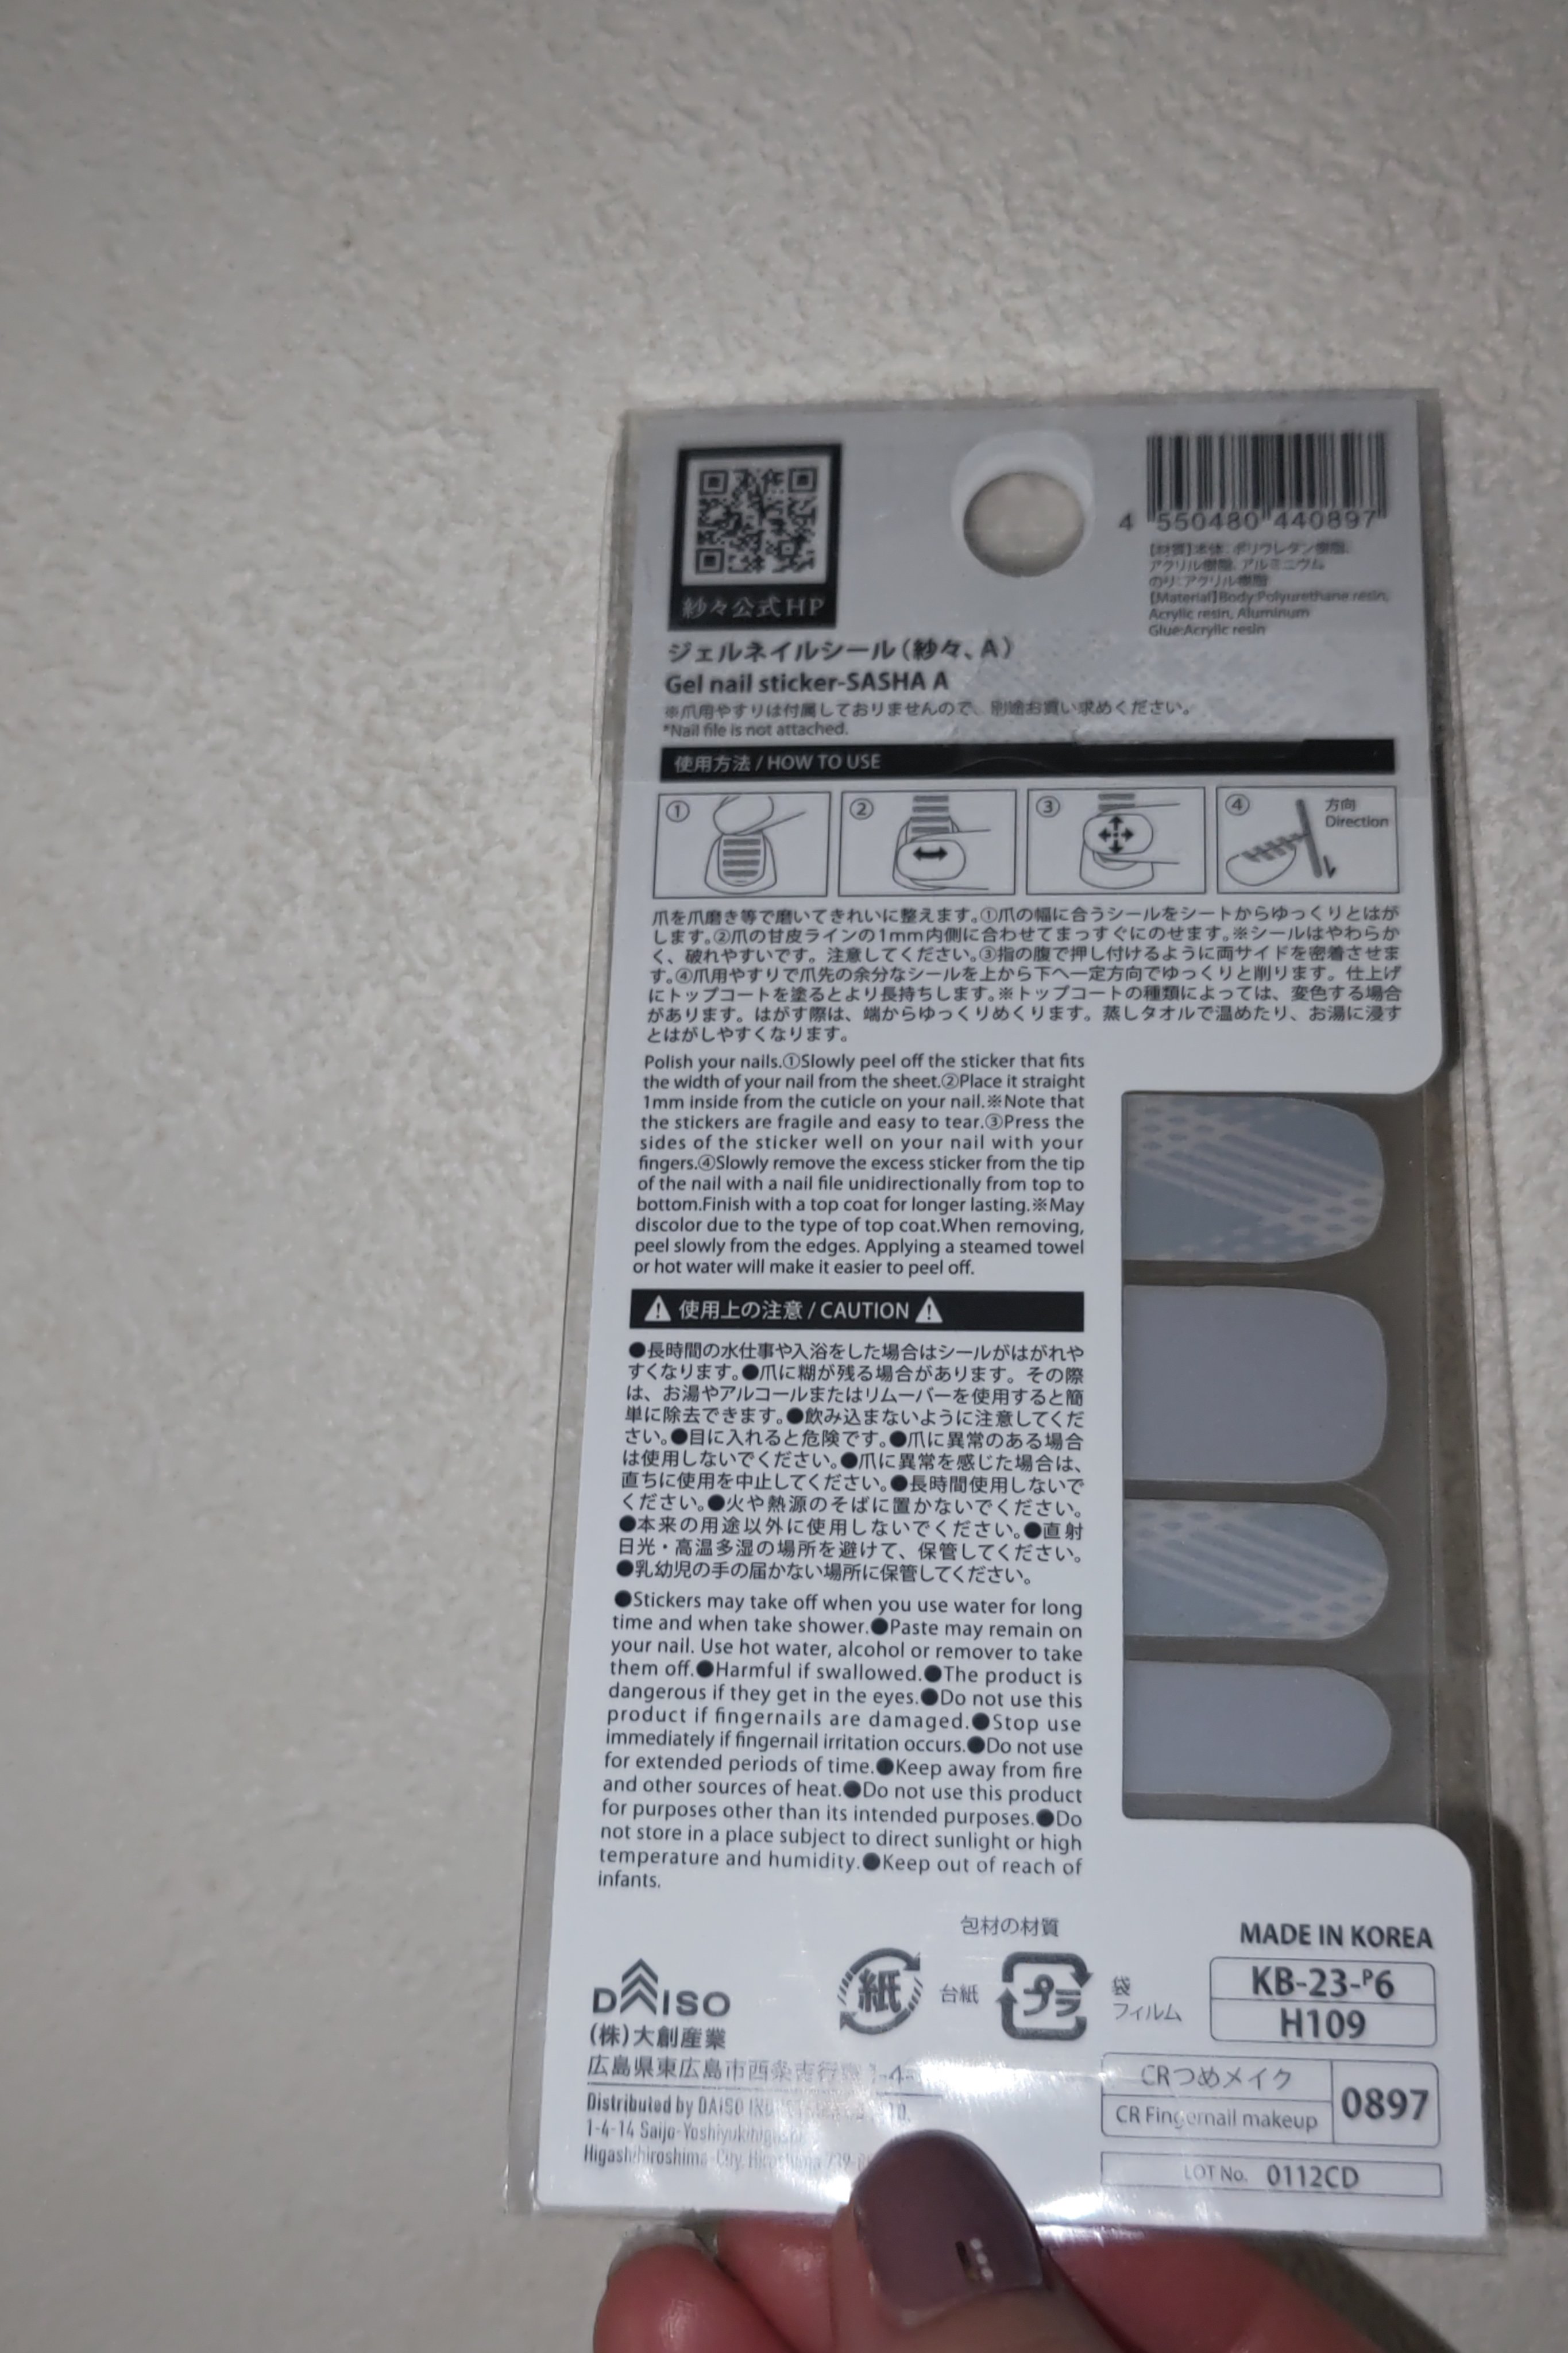 紗々公式HP
4 550480 440897
【材質】本体:ポリウレタン樹脂、
アクリル樹脂、アルミニウム
のり:アクリル樹脂
【Material】Body:Polyurethane resin,
Acrylic resin, Aluminum
Glue:Acrylic resin
ジェルネイルシール（紗々、A）
Gel nail sticker-SASHA A
※爪用やすりは付属しておりませんので、別途お買い求めください。
*Nail file is not attached.
使用方法 / HOW TO USE
①
②
③
④ 方向
Direction
爪を爪磨き等で磨いてきれいに整えます。①爪の幅に合うシールをシートからゆっくりとはが
します。②爪の甘皮ラインの1mm内側に合わせてまっすぐにのせます。※シールはやわらか
く、破れやすいです。注意してください。③指の腹で押し付けるように両サイドを密着させま
す。④爪用やすりで爪先の余分なシールを上から下へ一定方向でゆっくりと削ります。仕上げ
にトップコートを塗るとより長持ちします。※トップコートの種類によっては、変色する場合
があります。はがす際は、端からゆっくりめくります。蒸しタオルで温めたり、お湯に浸す
とはがしやすくなります。
Polish your nails.①Slowly peel off the sticker that fits
the width of your nail from the sheet.②Place it straight
1mm inside from the cuticle on your nail.※Note that
the stickers are fragile and easy to tear.③Press the
sides of the sticker well on your nail with your
fingers.④Slowly remove the excess sticker from the tip
of the nail with a nail file unidirectionally from top to
bottom.Finish with a top coat for longer lasting.※May
discolor due to the type of top coat.When removing,
peel slowly from the edges. Applying a steamed towel
or hot water will make it easier to peel off.
使用上の注意 / CAUTION
●長時間の水仕事や入浴をした場合はシールがはがれや
すくなります。●爪に糊が残る場合があります。その際
は、お湯やアルコールまたはリムーバーを使用すると簡
単に除去できます。●飲み込まないように注意してくだ
さい。●目に入れると危険です。●爪に異常のある場合
は使用しないでください。●爪に異常を感じた場合は、
直ちに使用を中止してください。●長時間使用しないで
ください。●火や熱源のそばに置かないでください。
●本来の用途以外に使用しないでください。●直射
日光・高温多湿の場所を避けて、保管してください。
●乳幼児の手の届かない場所に保管してください。
●Stickers may take off when you use water for long
time and when take shower.●Paste may remain on
your nail. Use hot water, alcohol or remover to take
them off.●Harmful if swallowed.●The product is
dangerous if they get in the eyes.●Do not use this
product if fingernails are damaged.●Stop use
immediately if fingernail irritation occurs.●Do not use
for extended periods of time.●Keep away from fire
and other sources of heat.●Do not use this product
for purposes other than its intended purposes.●Do
not store in a place subject to direct sunlight or high
temperature and humidity.●Keep out of reach of
infants.
包材の材質
紙 台紙
プラ 袋
フィルム
MADE IN KOREA
KB-23-P6
H109
DAISO
(株)大創産業
広島県東広島市西条吉行東1-4-
Distributed by DAISO
1-4-14 Saijo-Yoshiyukihigashi
Higashihiroshima-City, Hiroshima 739-
CRつめメイク
CR Fingernail makeup
0897
LOT No. 0112CD